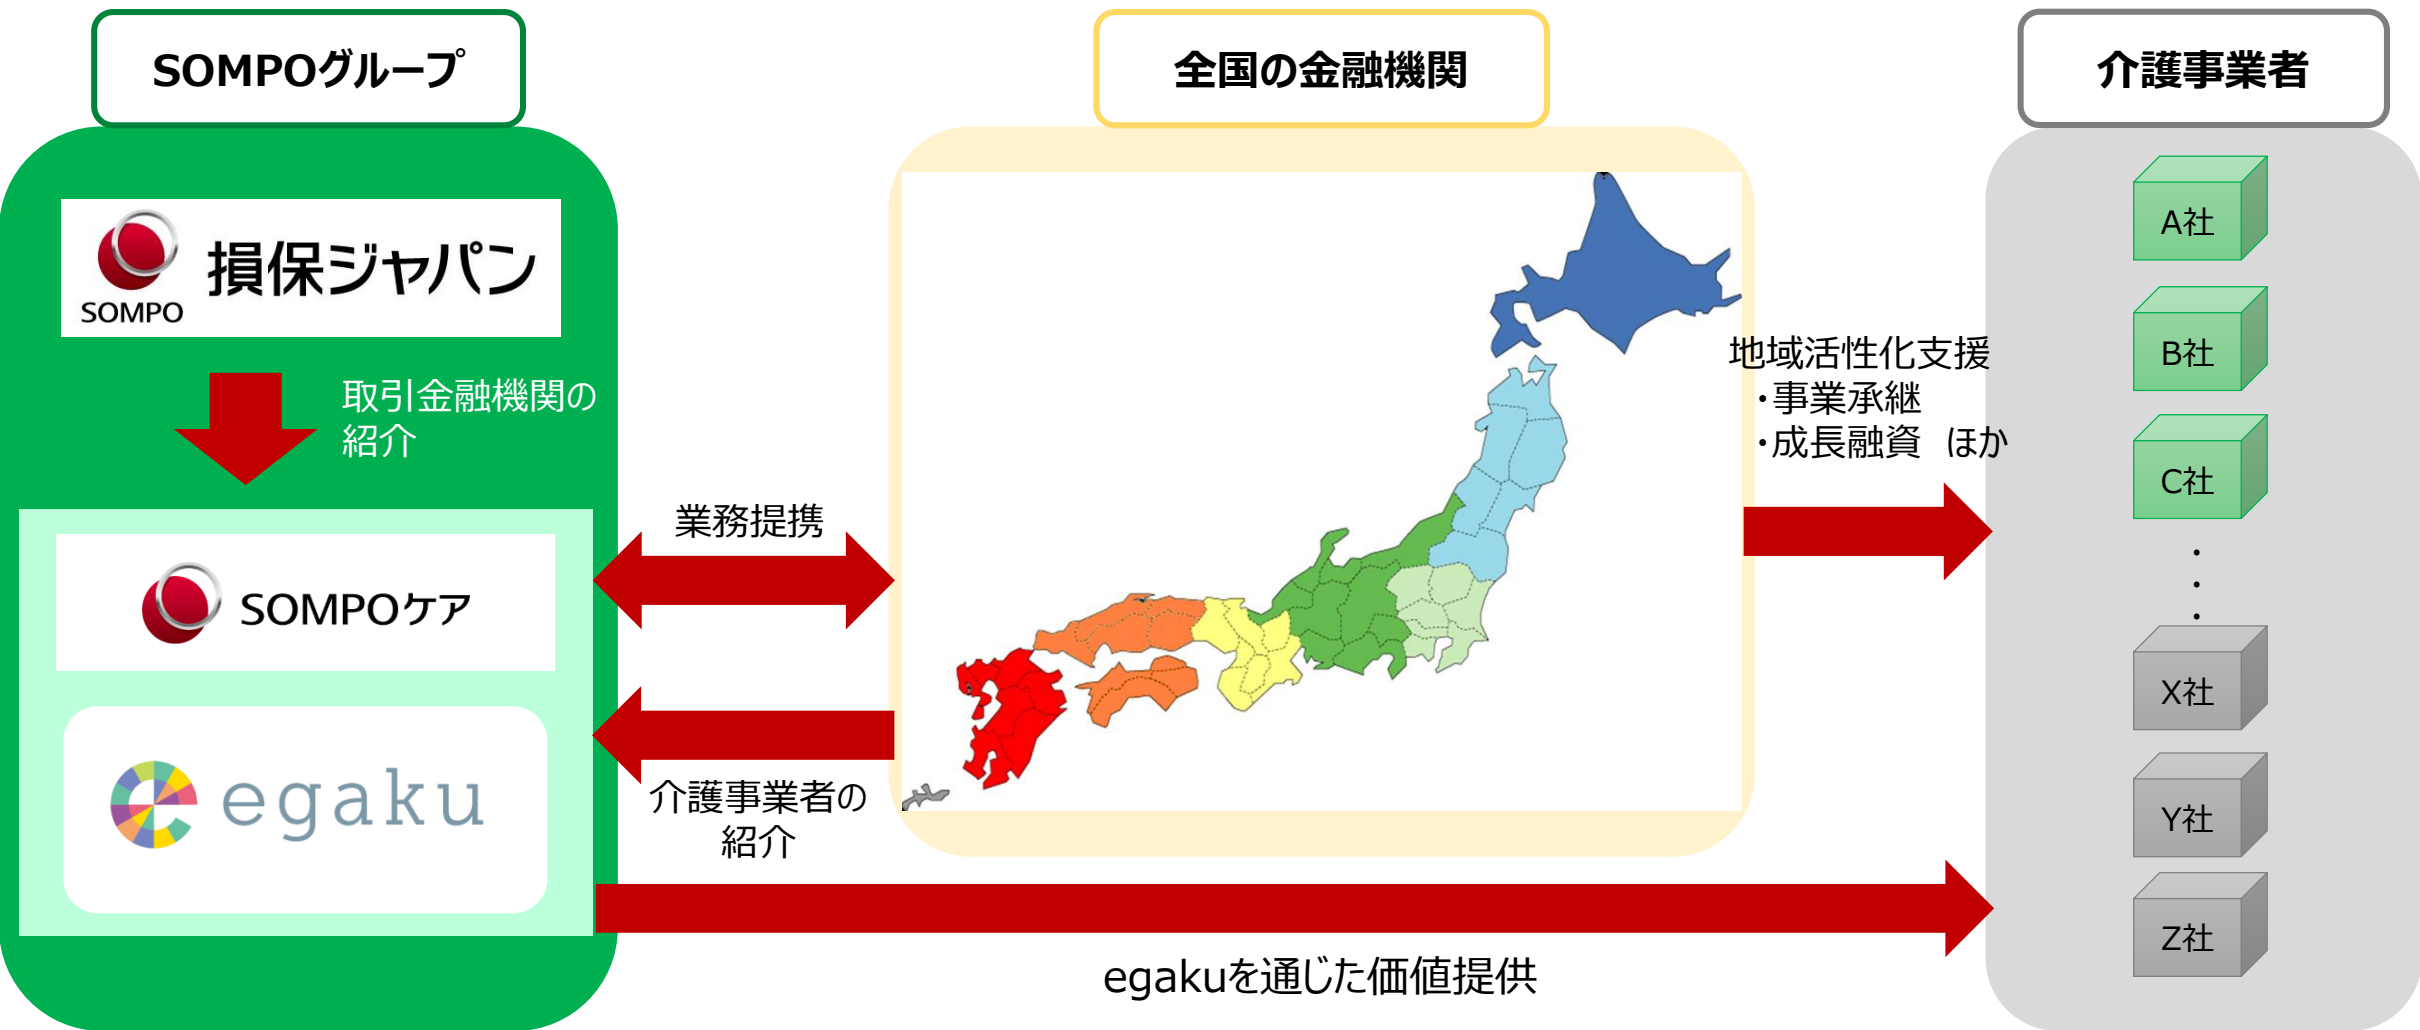 SOMPOグループ
損保ジャパン
SOMPO
取引金融機関の
紹介
SOMPOケア
egaku
業務提携
介護事業者の
紹介
全国の金融機関
地域活性化支援
・事業承継
・成長融資　ほか
egakuを通じた価値提供
介護事業者
A社
B社
C社
・
・
・
X社
Y社
Z社